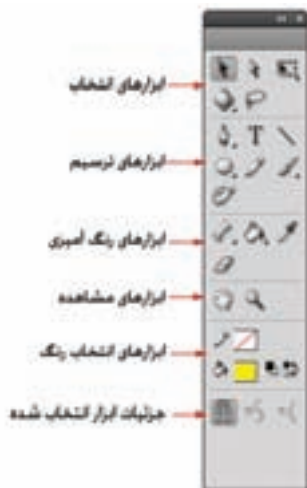 ابزارهای انتخاب
ابزارهای ترسیم
ابزارهای رنگ آمیزی
ابزارهای مشاهده
ابزارهای انتخاب رنگ
جزئیات ابزار انتخاب شده